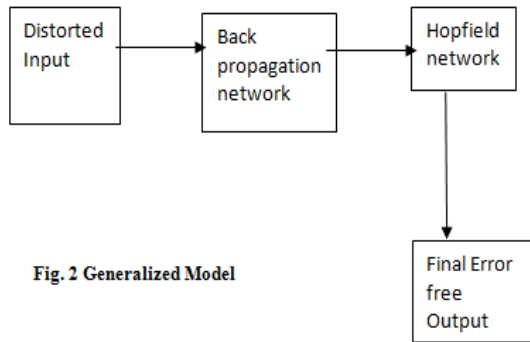 Distorted
Input
Back
propagation
network
Hopfield
network
Final Error
free
Output
Fig. 2 Generalized Model